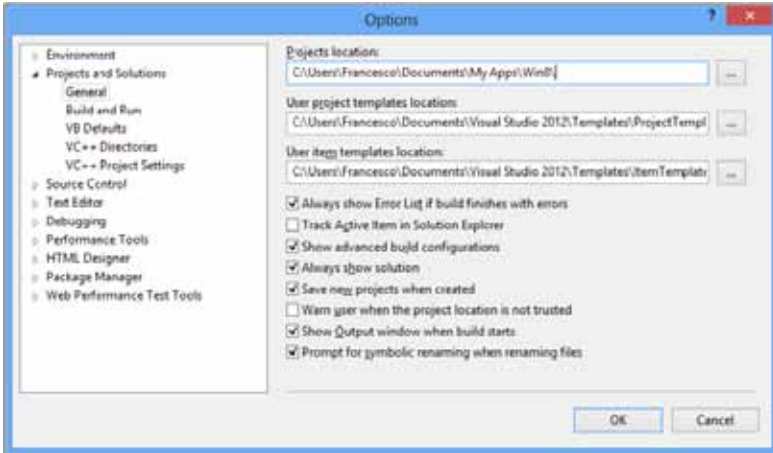 Options
?
x
Environment
Projects and Solutions
General
Build and Run
VB Defaults
VC++ Directories
VC++ Project Settings
Source Control
Text Editor
Debugging
Performance Tools
HTML Designer
Package Manager
Web Performance Test Tools
Projects location:
C:\Users\Francesco\Documents\My Apps\Win8\
...
User project templates location:
C:\Users\Francesco\Documents\Visual Studio 2012\Templates\ProjectTempl
...
User item templates location:
C:\Users\Francesco\Documents\Visual Studio 2012\Templates\ItemTemplate
...
Always show Error List if build finishes with errors
Track Active Item in Solution Explorer
Show advanced build configurations
Always show solution
Save new projects when created
Warn user when the project location is not trusted
Show Output window when build starts
Prompt for symbolic renaming when renaming files
OK
Cancel